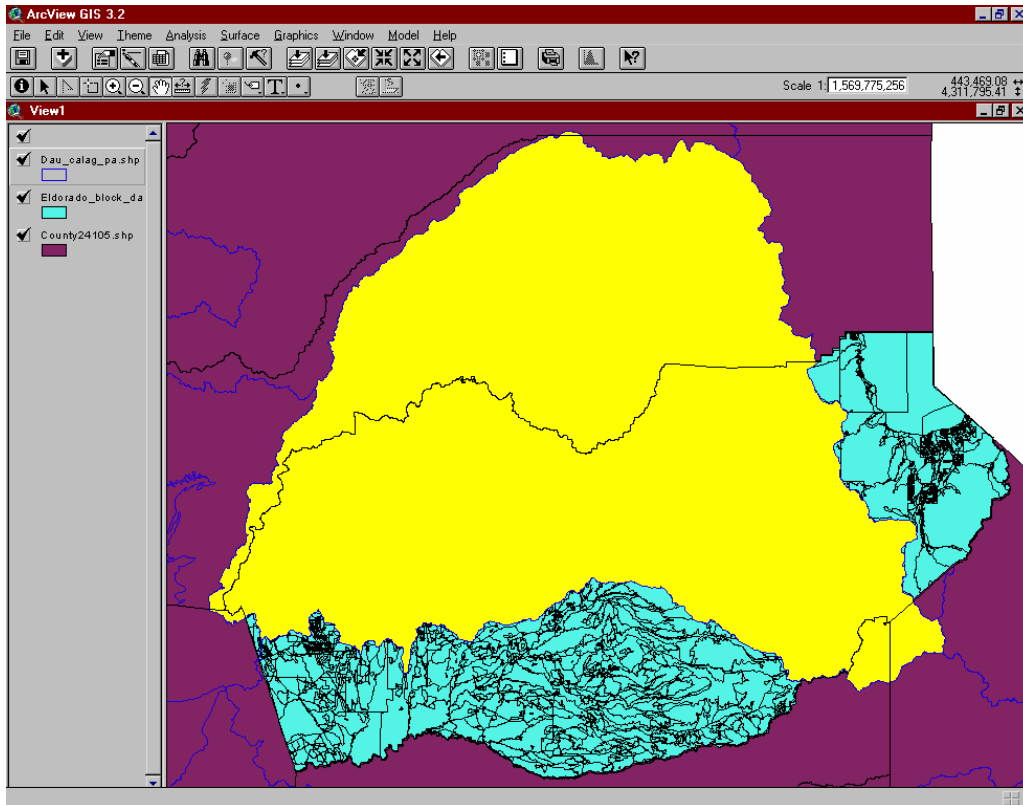 ArcView GIS 3.2
File Edit View Theme Analysis Surface Graphics Window Model Help
Scale 1: 1,569,775,256 443,469.08
4,311,795.41
View1
Dau_calag_pa.shp
Eldorado_block_da
County24105.shp